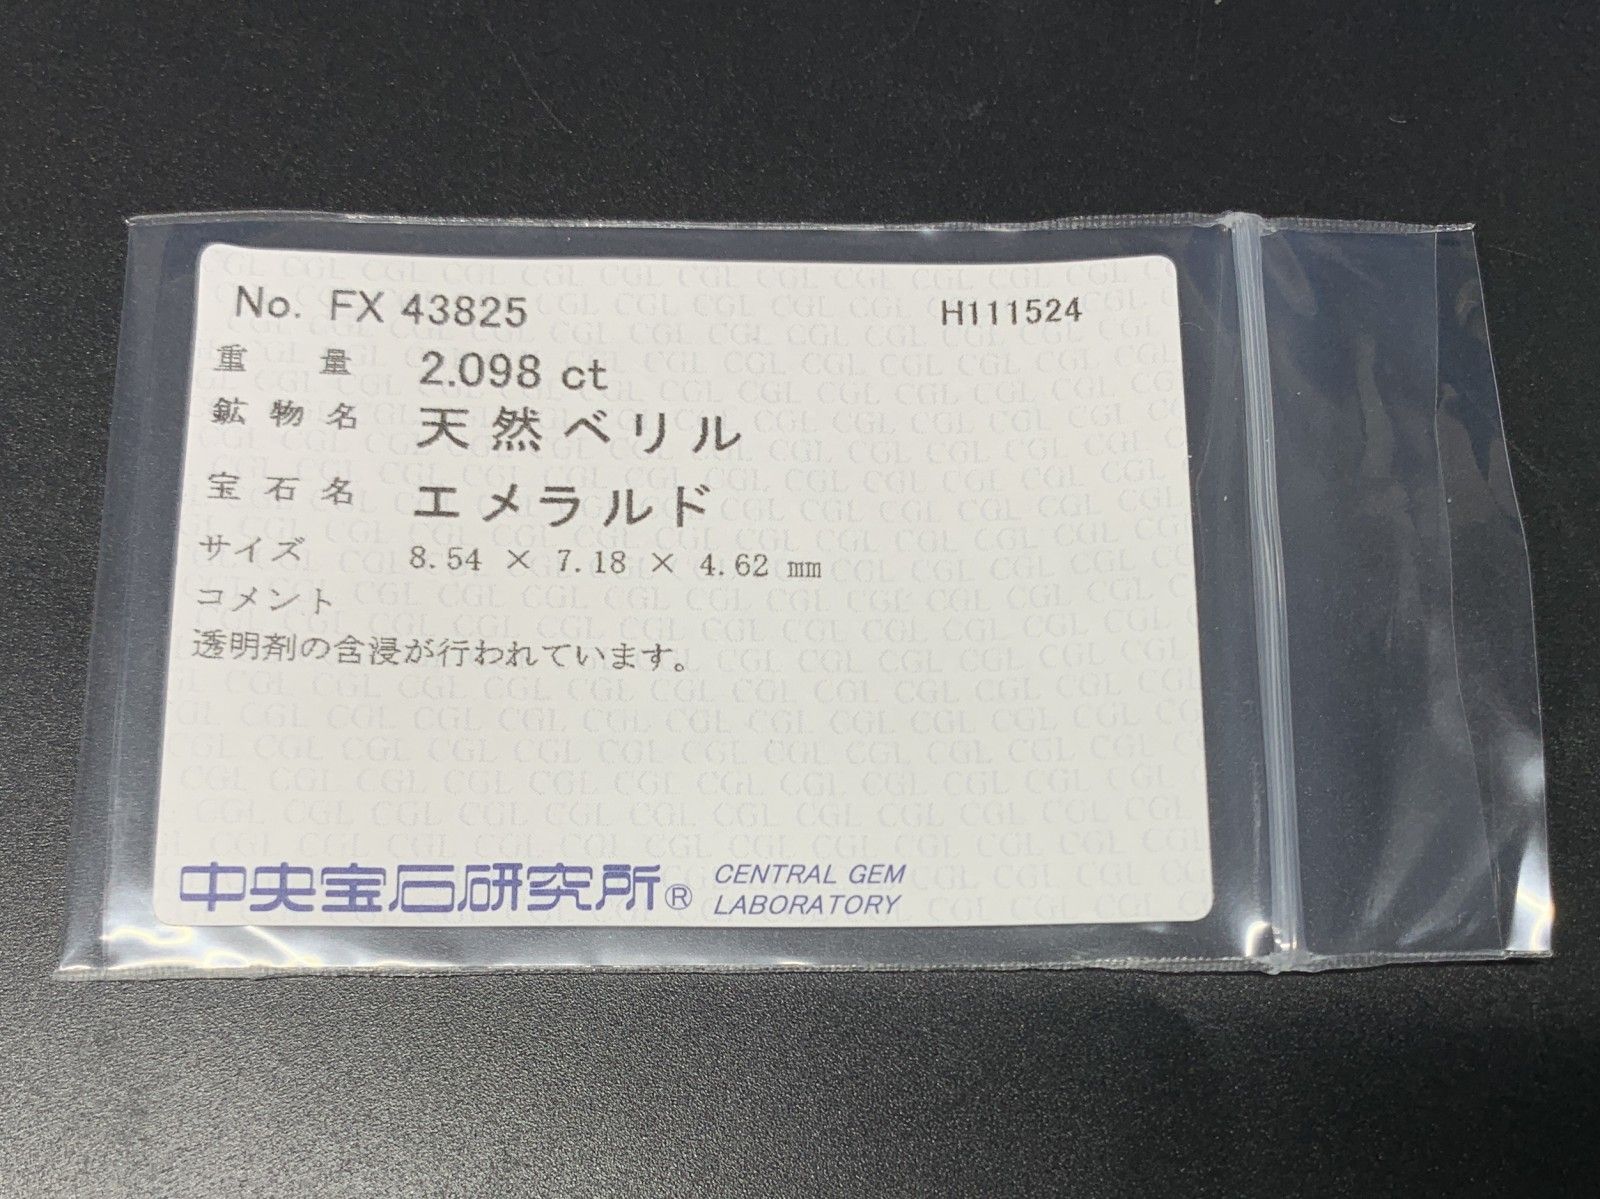 No. FX 43825 H111524
重量 2.098 ct
鉱物名 天然ベリル
宝石名 エメラルド
サイズ 8.54 × 7.18 × 4.62 mm
コメント
透明剤の含浸が行われています。
中央宝石研究所® CENTRAL GEM
LABORATORY